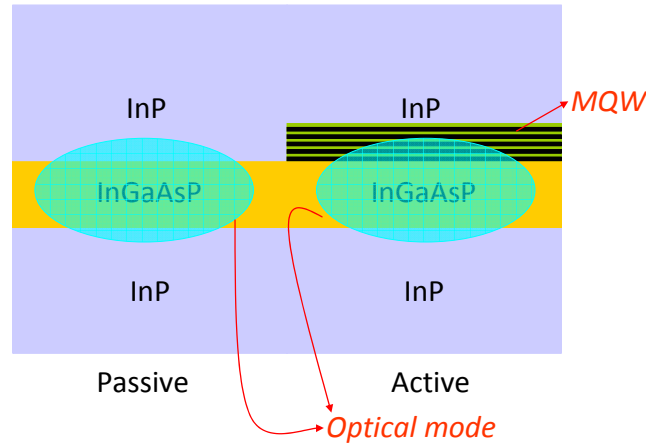 InP
InP
MQW
InGaAsP
InGaAsP
InP
InP
Passive
Active
Optical mode